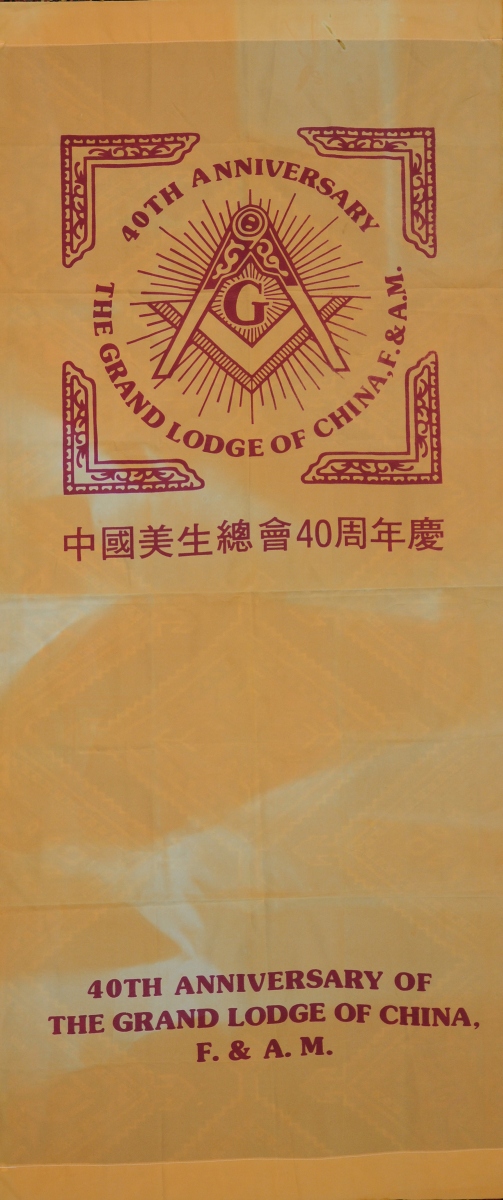 40TH ANNIVERSARY
G
THE GRAND LODGE OF CHINA, F. & A.M.
中國美生總會40周年慶
40TH ANNIVERSARY OF
THE GRAND LODGE OF CHINA,
F. & A. M.